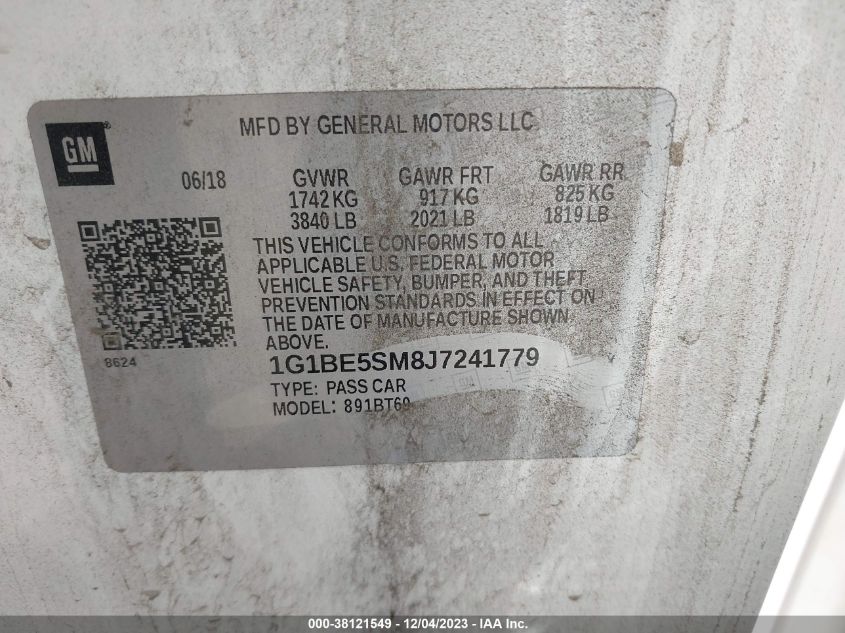 MFD BY GENERAL MOTORS LLC
GM
06/18 GVWR GAWR FRT GAWR RR
1742 KG 917 KG 825 KG
3840 LB 2021 LB 1819 LB
THIS VEHICLE CONFORMS TO ALL
APPLICABLE U.S. FEDERAL MOTOR
VEHICLE SAFETY, BUMPER, AND THEFT
PREVENTION STANDARDS IN EFFECT ON
THE DATE OF MANUFACTURE SHOWN
ABOVE.
8624
1G1BE5SM8J7241779
TYPE: PASS CAR
MODEL: 891BT69
000-38121549 - 12/04/2023 - IAA Inc.